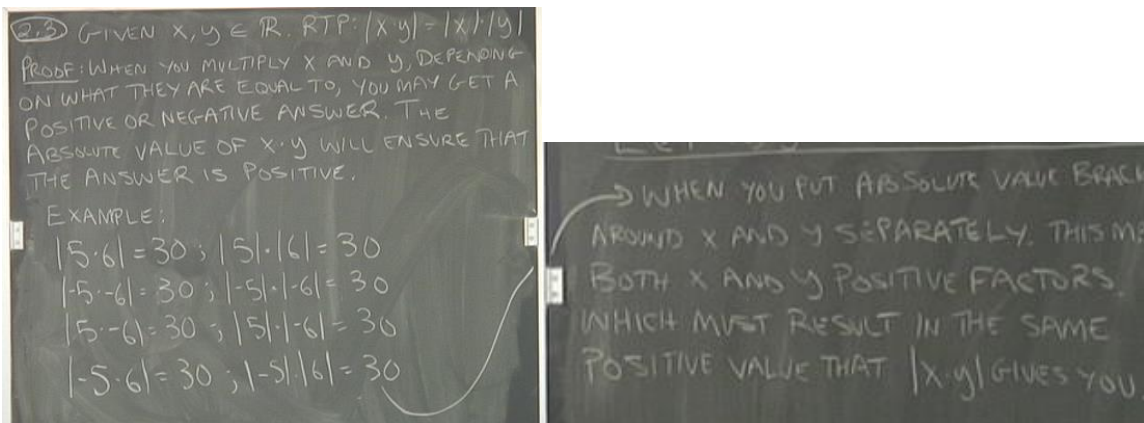 2.3 GIVEN X, Y ∈ ℝ. RTP: |X·Y| = |X|·|Y|
PROOF: WHEN YOU MULTIPLY X AND Y, DEPENDING
ON WHAT THEY ARE EQUAL TO, YOU MAY GET A
POSITIVE OR NEGATIVE ANSWER. THE
ABSOLUTE VALUE OF X·Y WILL ENSURE THAT
THE ANSWER IS POSITIVE.
EXAMPLE:
|5·6| = 30 ; |5|·|6| = 30
|-5·-6| = 30 ; |-5|·|-6| = 30
|5·-6| = 30 ; |5|·|-6| = 30
|-5·6| = 30 ; |-5|·|6| = 30
→ WHEN YOU PUT ABSOLUTE VALUE BRACK
AROUND X AND Y SEPARATELY. THIS M
BOTH X AND Y POSITIVE FACTORS.
WHICH MUST RESULT IN THE SAME
POSITIVE VALUE THAT |X·Y| GIVES YOU.